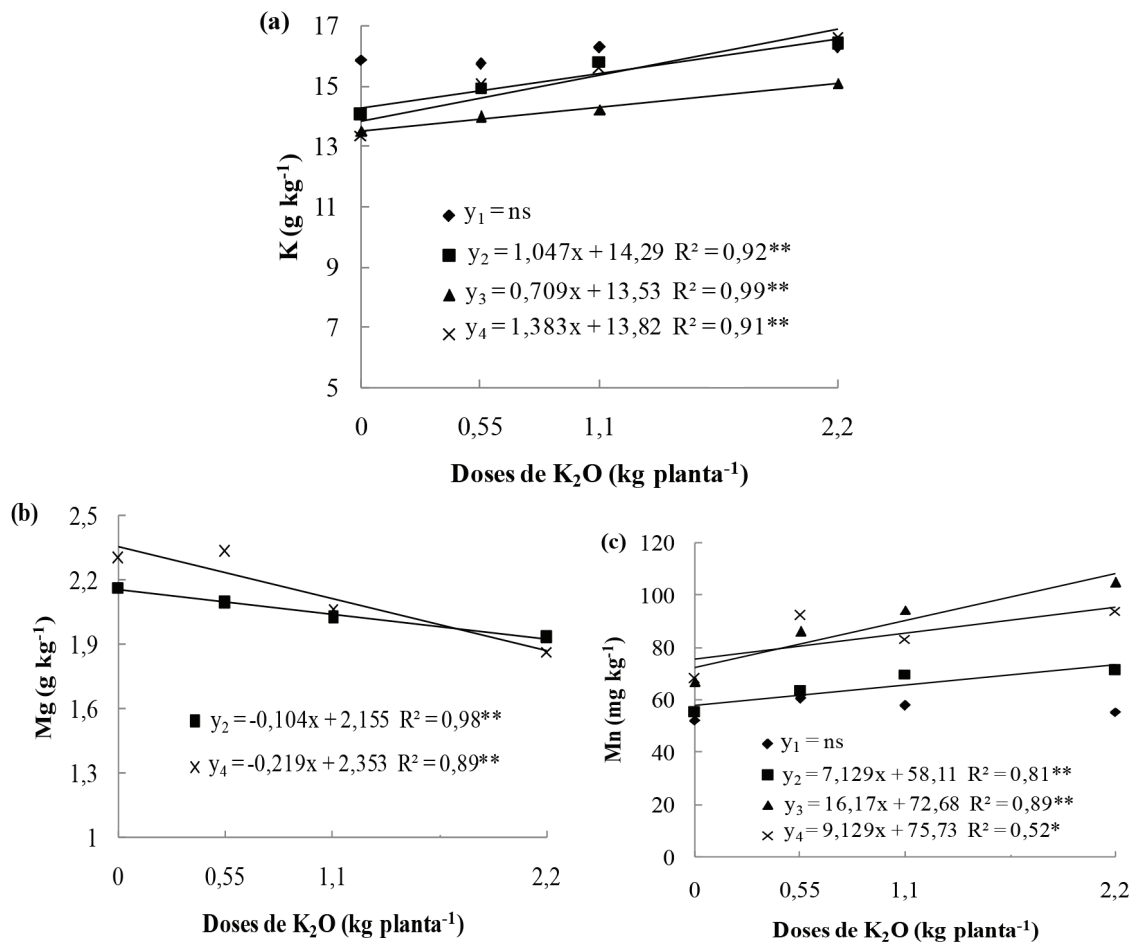 (a)
17
15
13
11
9
7
5
K (g kg⁻¹)
◆ y₁ = ns
■ y₂ = 1,047x + 14,29 R² = 0,92**
▲ y₃ = 0,709x + 13,53 R² = 0,99**
× y₄ = 1,383x + 13,82 R² = 0,91**
0 0,55 1,1 2,2
Doses de K₂O (kg planta⁻¹)
(b)
2,5
2,2
1,9
1,6
1,3
1
Mg (g kg⁻¹)
■ y₂ = -0,104x + 2,155 R² = 0,98**
× y₄ = -0,219x + 2,353 R² = 0,89**
0 0,55 1,1 2,2
Doses de K₂O (kg planta⁻¹)
(c)
120
100
80
60
40
20
0
Mn (mg kg⁻¹)
◆ y₁ = ns
■ y₂ = 7,129x + 58,11 R² = 0,81**
▲ y₃ = 16,17x + 72,68 R² = 0,89**
× y₄ = 9,129x + 75,73 R² = 0,52*
0 0,55 1,1 2,2
Doses de K₂O (kg planta⁻¹)